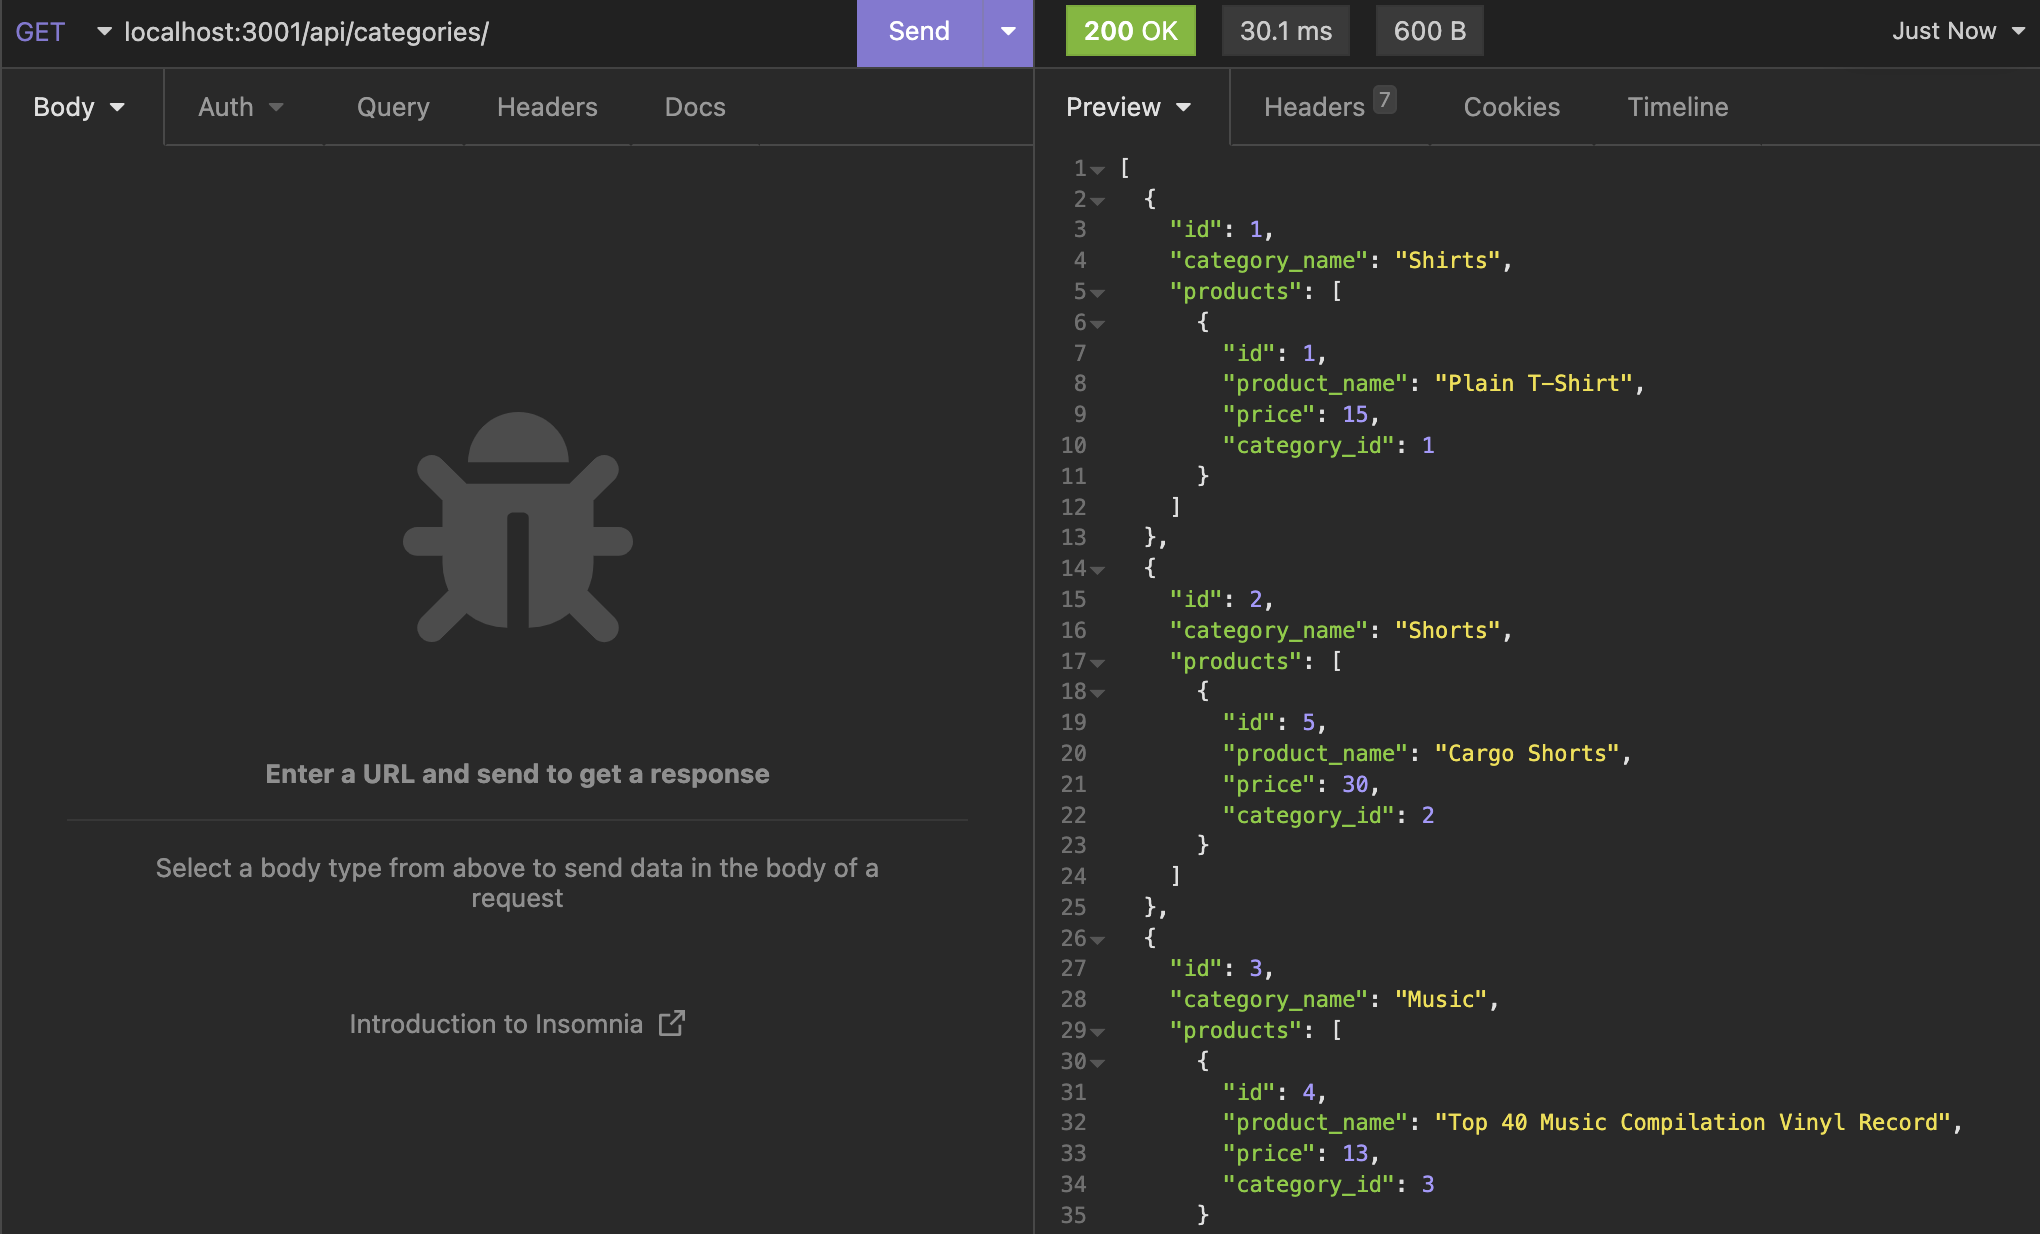 GET localhost:3001/api/categories/ Send
200 OK 30.1 ms 600 B Just Now
Body Auth Query Headers Docs
Preview Headers 7 Cookies Timeline
Enter a URL and send to get a response
Select a body type from above to send data in the body of a
request
Introduction to Insomnia
1 [
2 {
3 "id": 1,
4 "category_name": "Shirts",
5 "products": [
6 {
7 "id": 1,
8 "product_name": "Plain T-Shirt",
9 "price": 15,
10 "category_id": 1
11 }
12 ]
13 },
14 {
15 "id": 2,
16 "category_name": "Shorts",
17 "products": [
18 {
19 "id": 5,
20 "product_name": "Cargo Shorts",
21 "price": 30,
22 "category_id": 2
23 }
24 ]
25 },
26 {
27 "id": 3,
28 "category_name": "Music",
29 "products": [
30 {
31 "id": 4,
32 "product_name": "Top 40 Music Compilation Vinyl Record",
33 "price": 13,
34 "category_id": 3
35 }